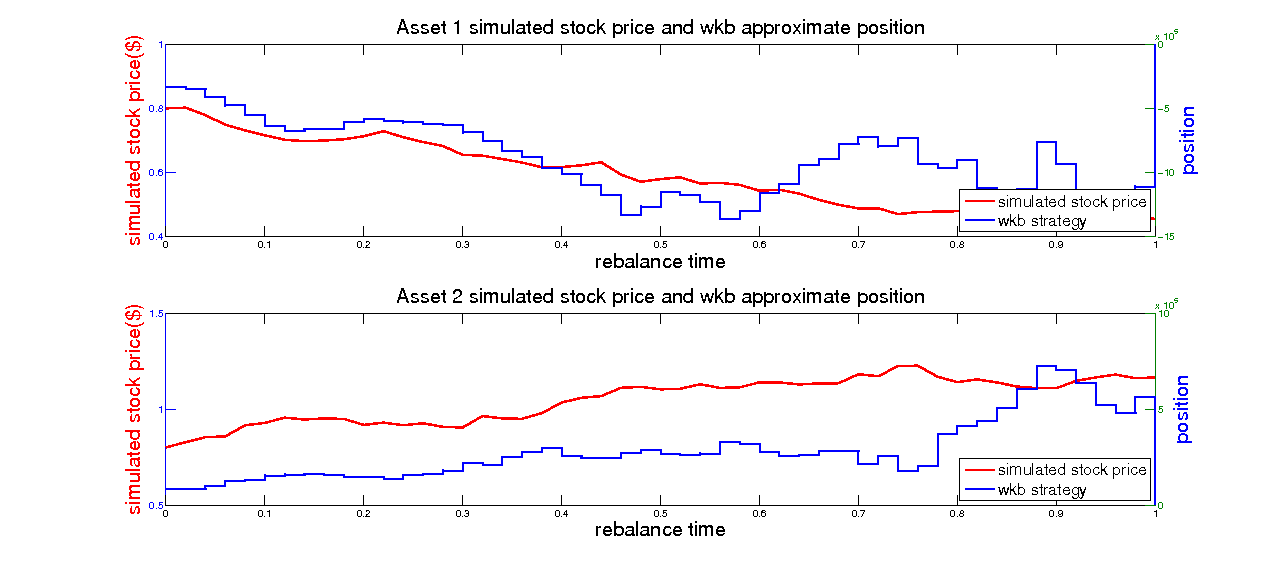 Asset 1 simulated stock price and wkb approximate position
simulated stock price($)
1
0.8
0.6
0.4
0
-5
-10
-15
position
simulated stock price
wkb strategy
0 0.1 0.2 0.3 0.4 0.5 0.6 0.7 0.8 0.9 1
rebalance time
Asset 2 simulated stock price and wkb approximate position
simulated stock price($)
1.5
1
0.5
10
5
0
position
simulated stock price
wkb strategy
0 0.1 0.2 0.3 0.4 0.5 0.6 0.7 0.8 0.9 1
rebalance time